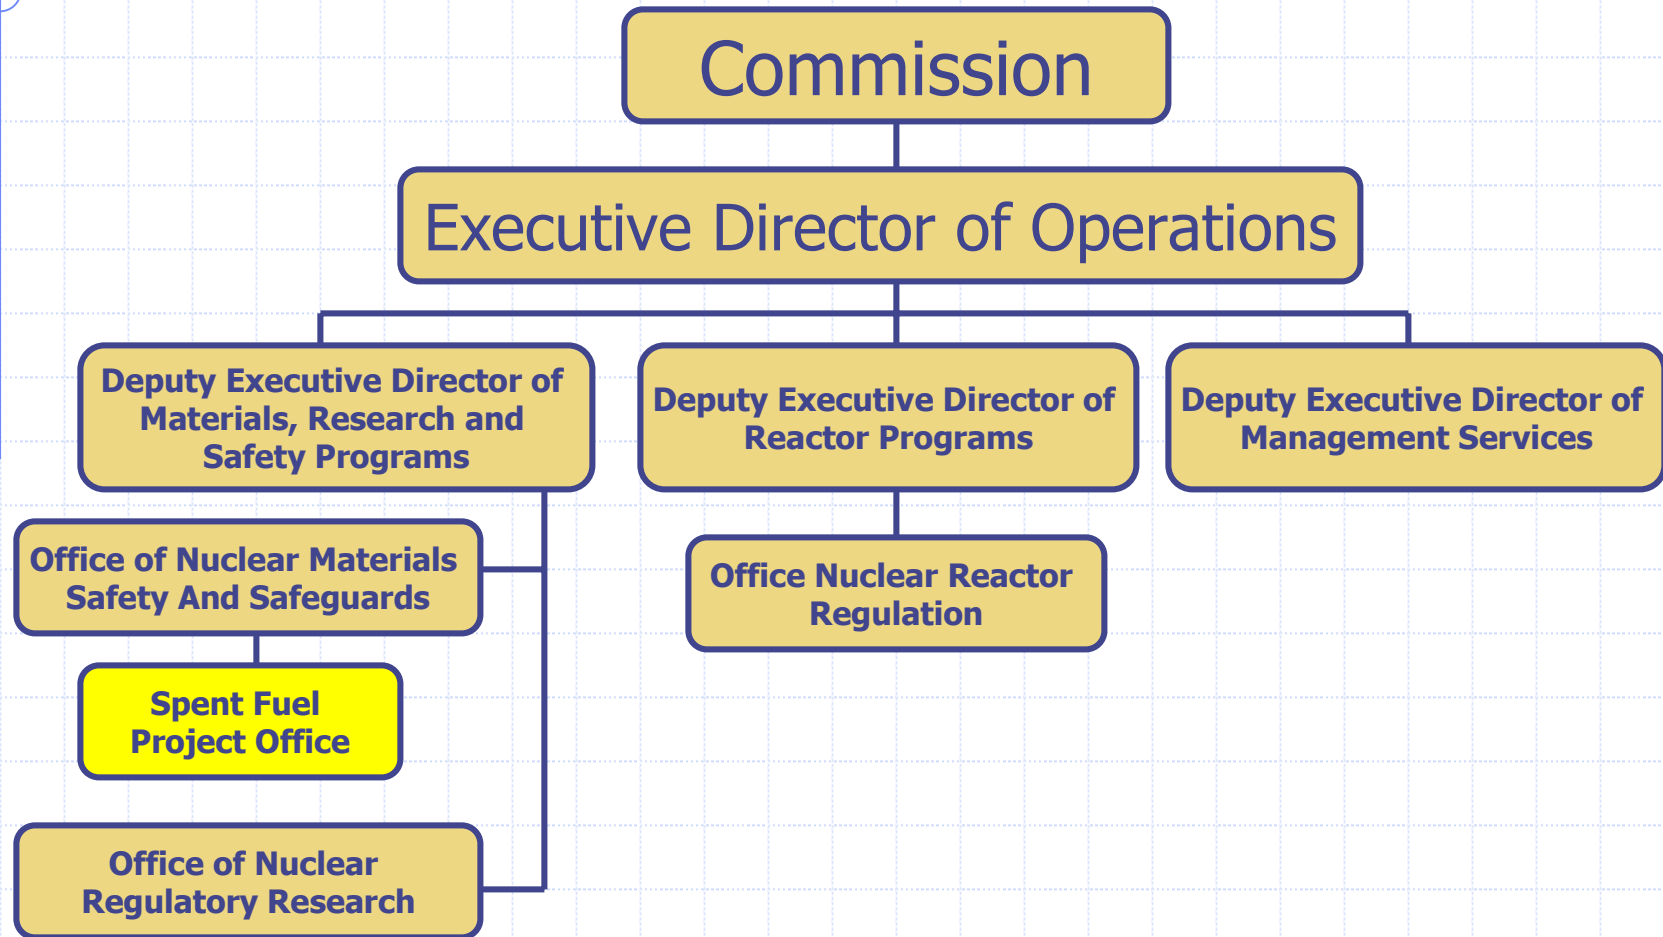 Commission
Executive Director of Operations
Deputy Executive Director of
Materials, Research and
Safety Programs
Deputy Executive Director of
Reactor Programs
Deputy Executive Director of
Management Services
Office of Nuclear Materials
Safety And Safeguards
Office Nuclear Reactor
Regulation
Spent Fuel
Project Office
Office of Nuclear
Regulatory Research